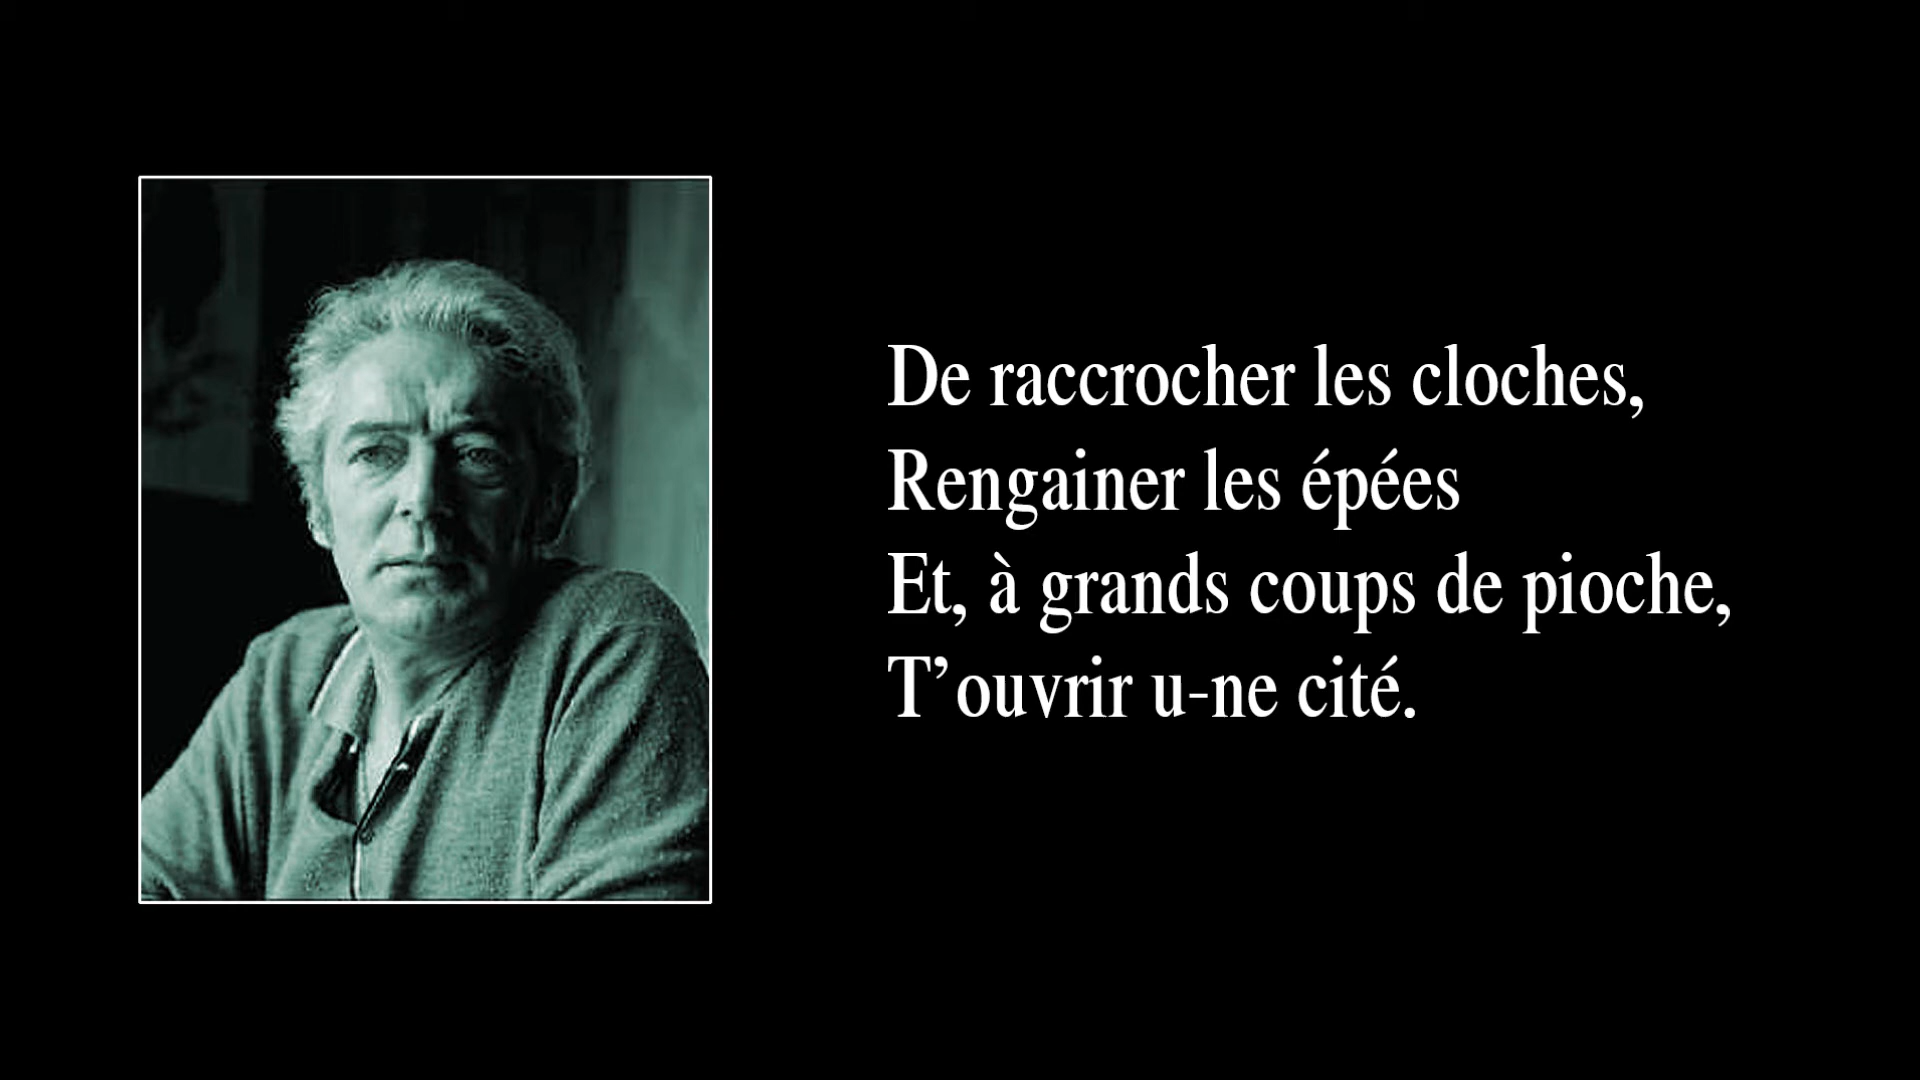 De raccrocher les cloches,
Rengainer les épées
Et, à grands coups de pioche,
T’ouvrir u-ne cité.